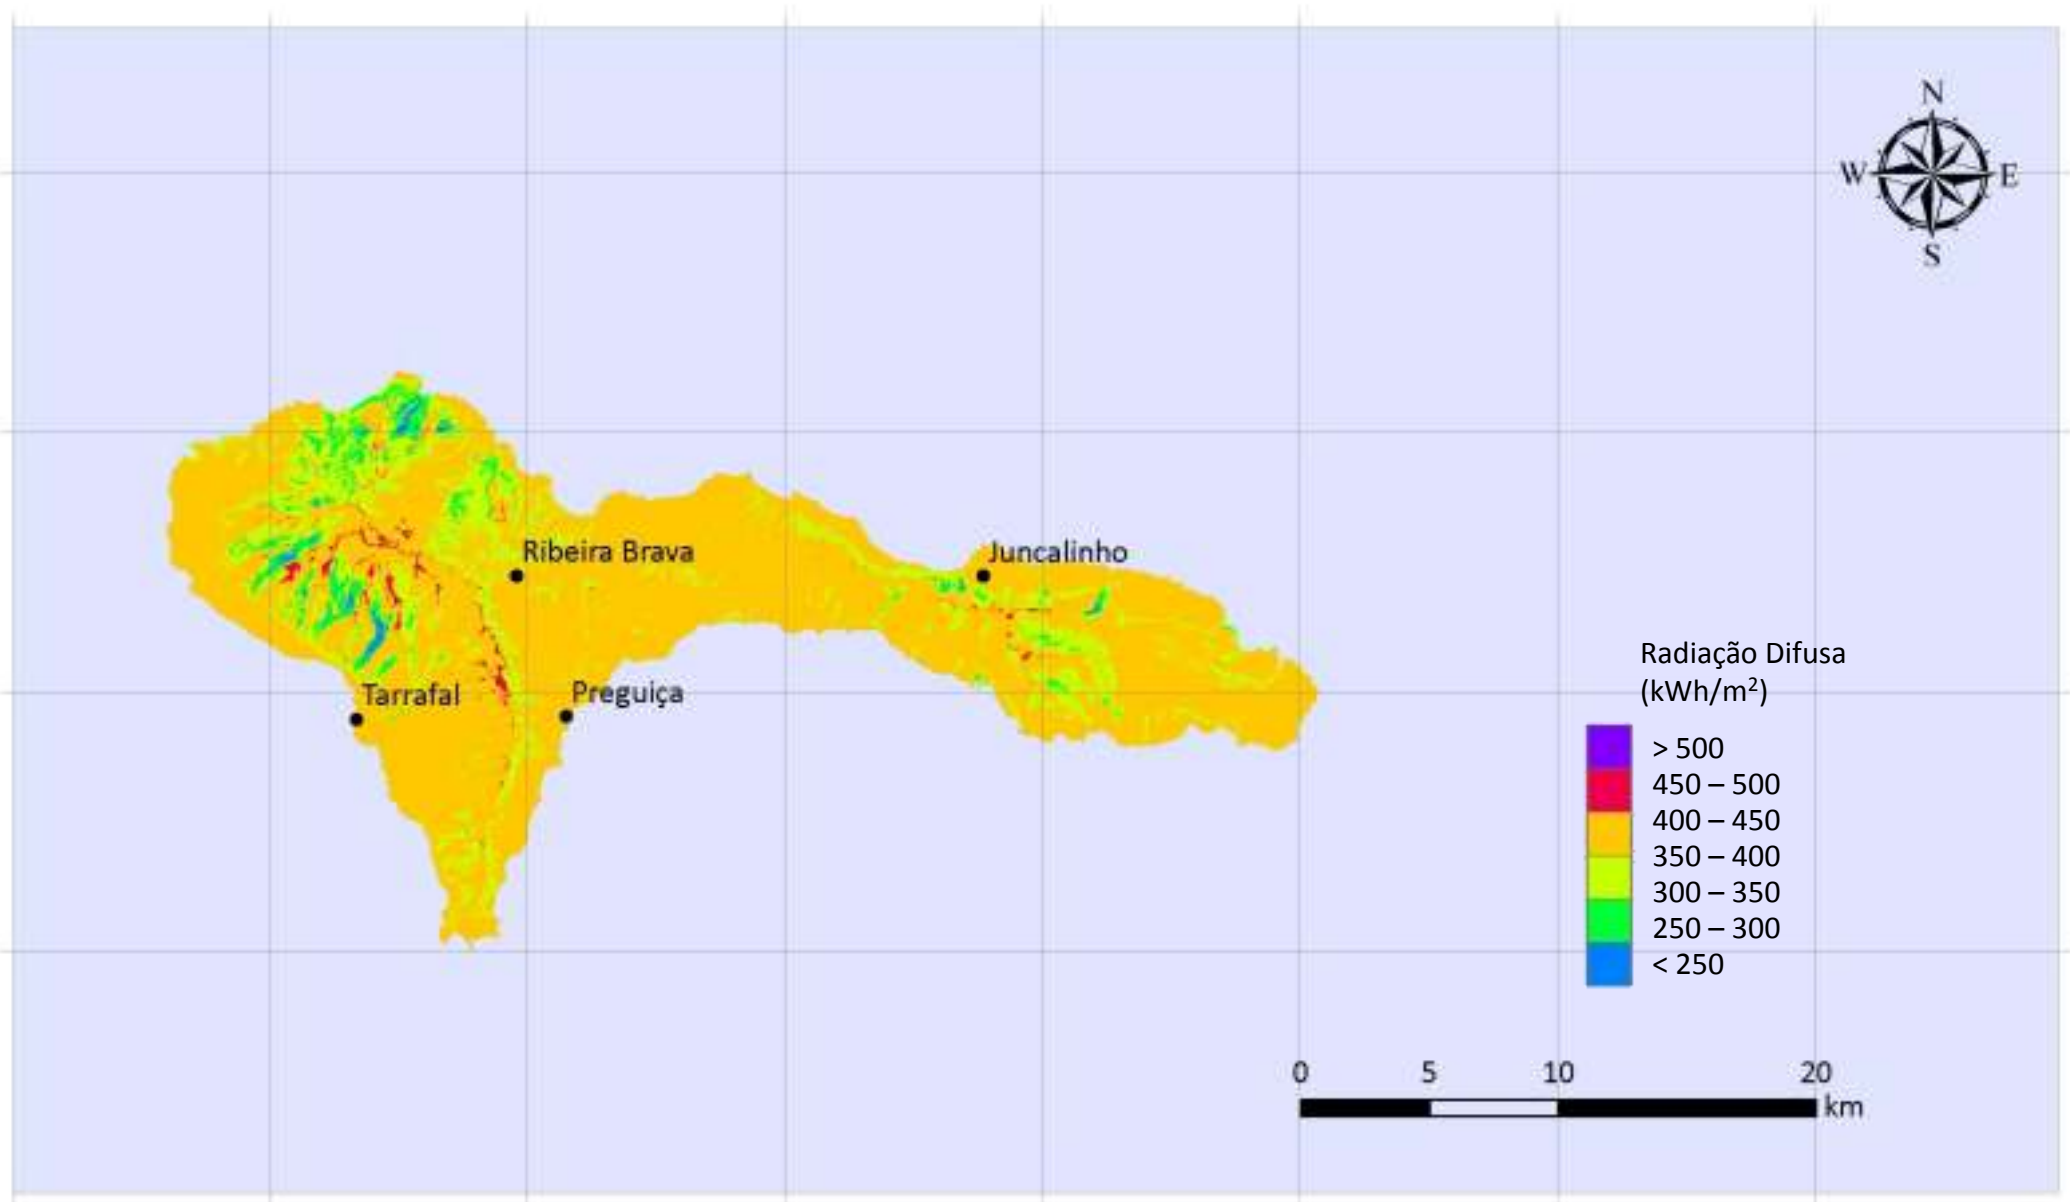 N
W E
S
Ribeira Brava
Juncalinho
Tarrafal
Preguiça
Radiação Difusa
(kWh/m²)
> 500
450 – 500
400 – 450
350 – 400
300 – 350
250 – 300
< 250
0 5 10 20
km